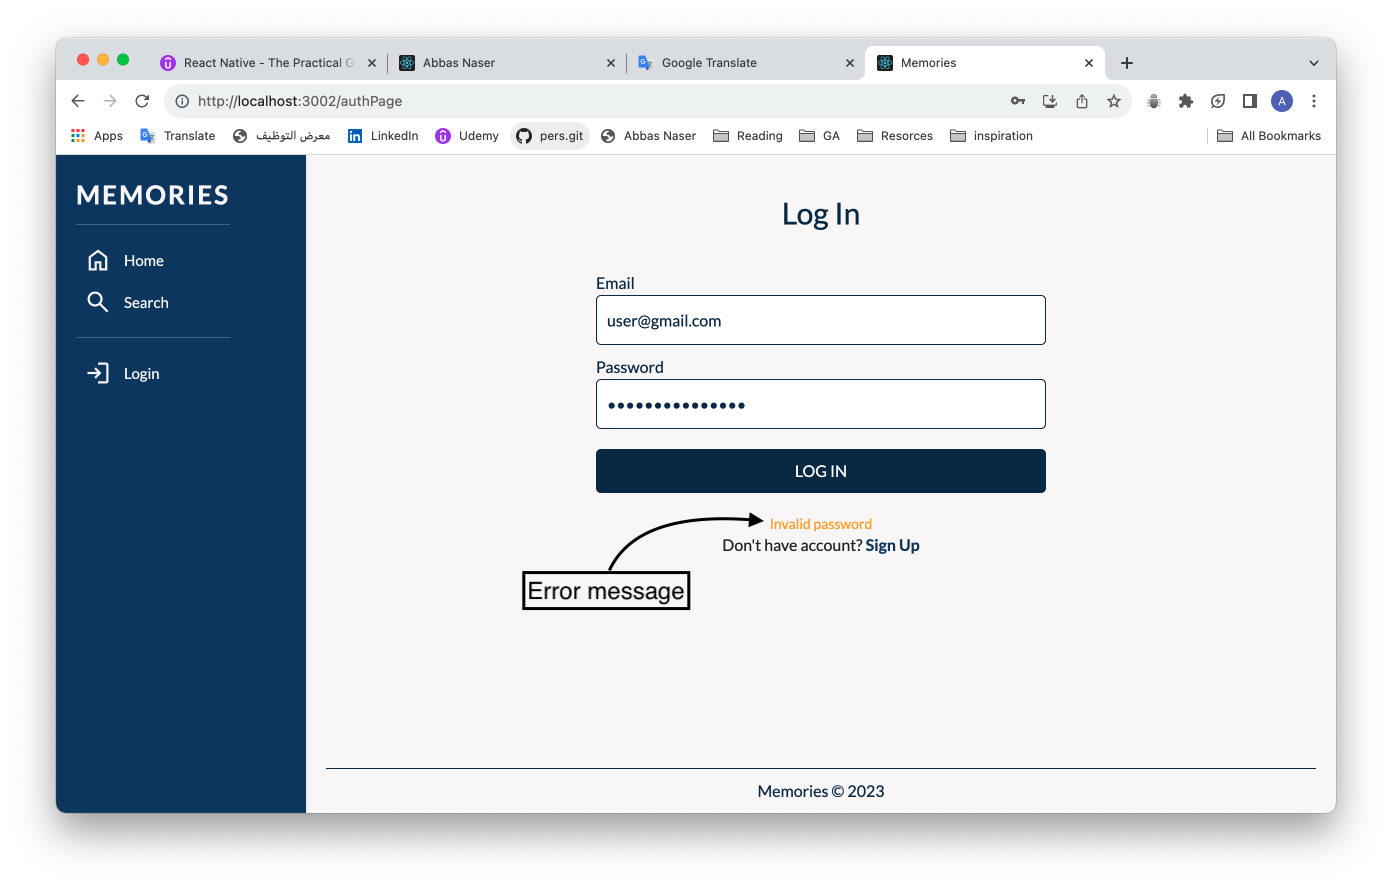 React Native - The Practical G
Abbas Naser
Google Translate
Memories
http://localhost:3002/authPage
A
Apps
Translate
معرض التوظيف
LinkedIn
Udemy
pers.git
Abbas Naser
Reading
GA
Resorces
inspiration
All Bookmarks
MEMORIES
Home
Search
Login
Log In
Email
user@gmail.com
Password
LOG IN
Invalid password
Don't have account? Sign Up
Error message
Memories © 2023